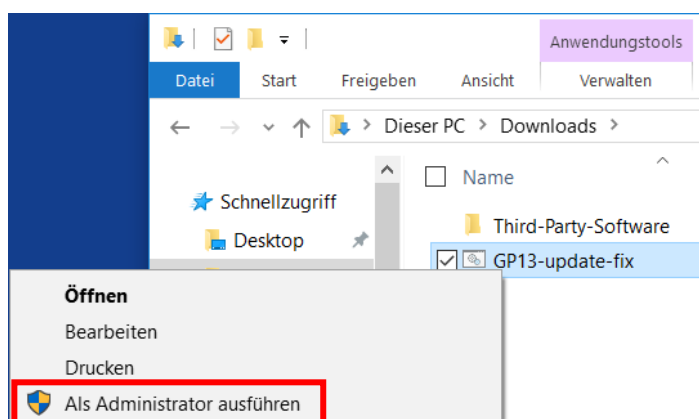 Anwendungstools
Datei Start Freigeben Ansicht Verwalten
Dieser PC > Downloads >
Name
Schnellzugriff
Third-Party-Software
Desktop
GP13-update-fix
Öffnen
Bearbeiten
Drucken
Als Administrator ausführen